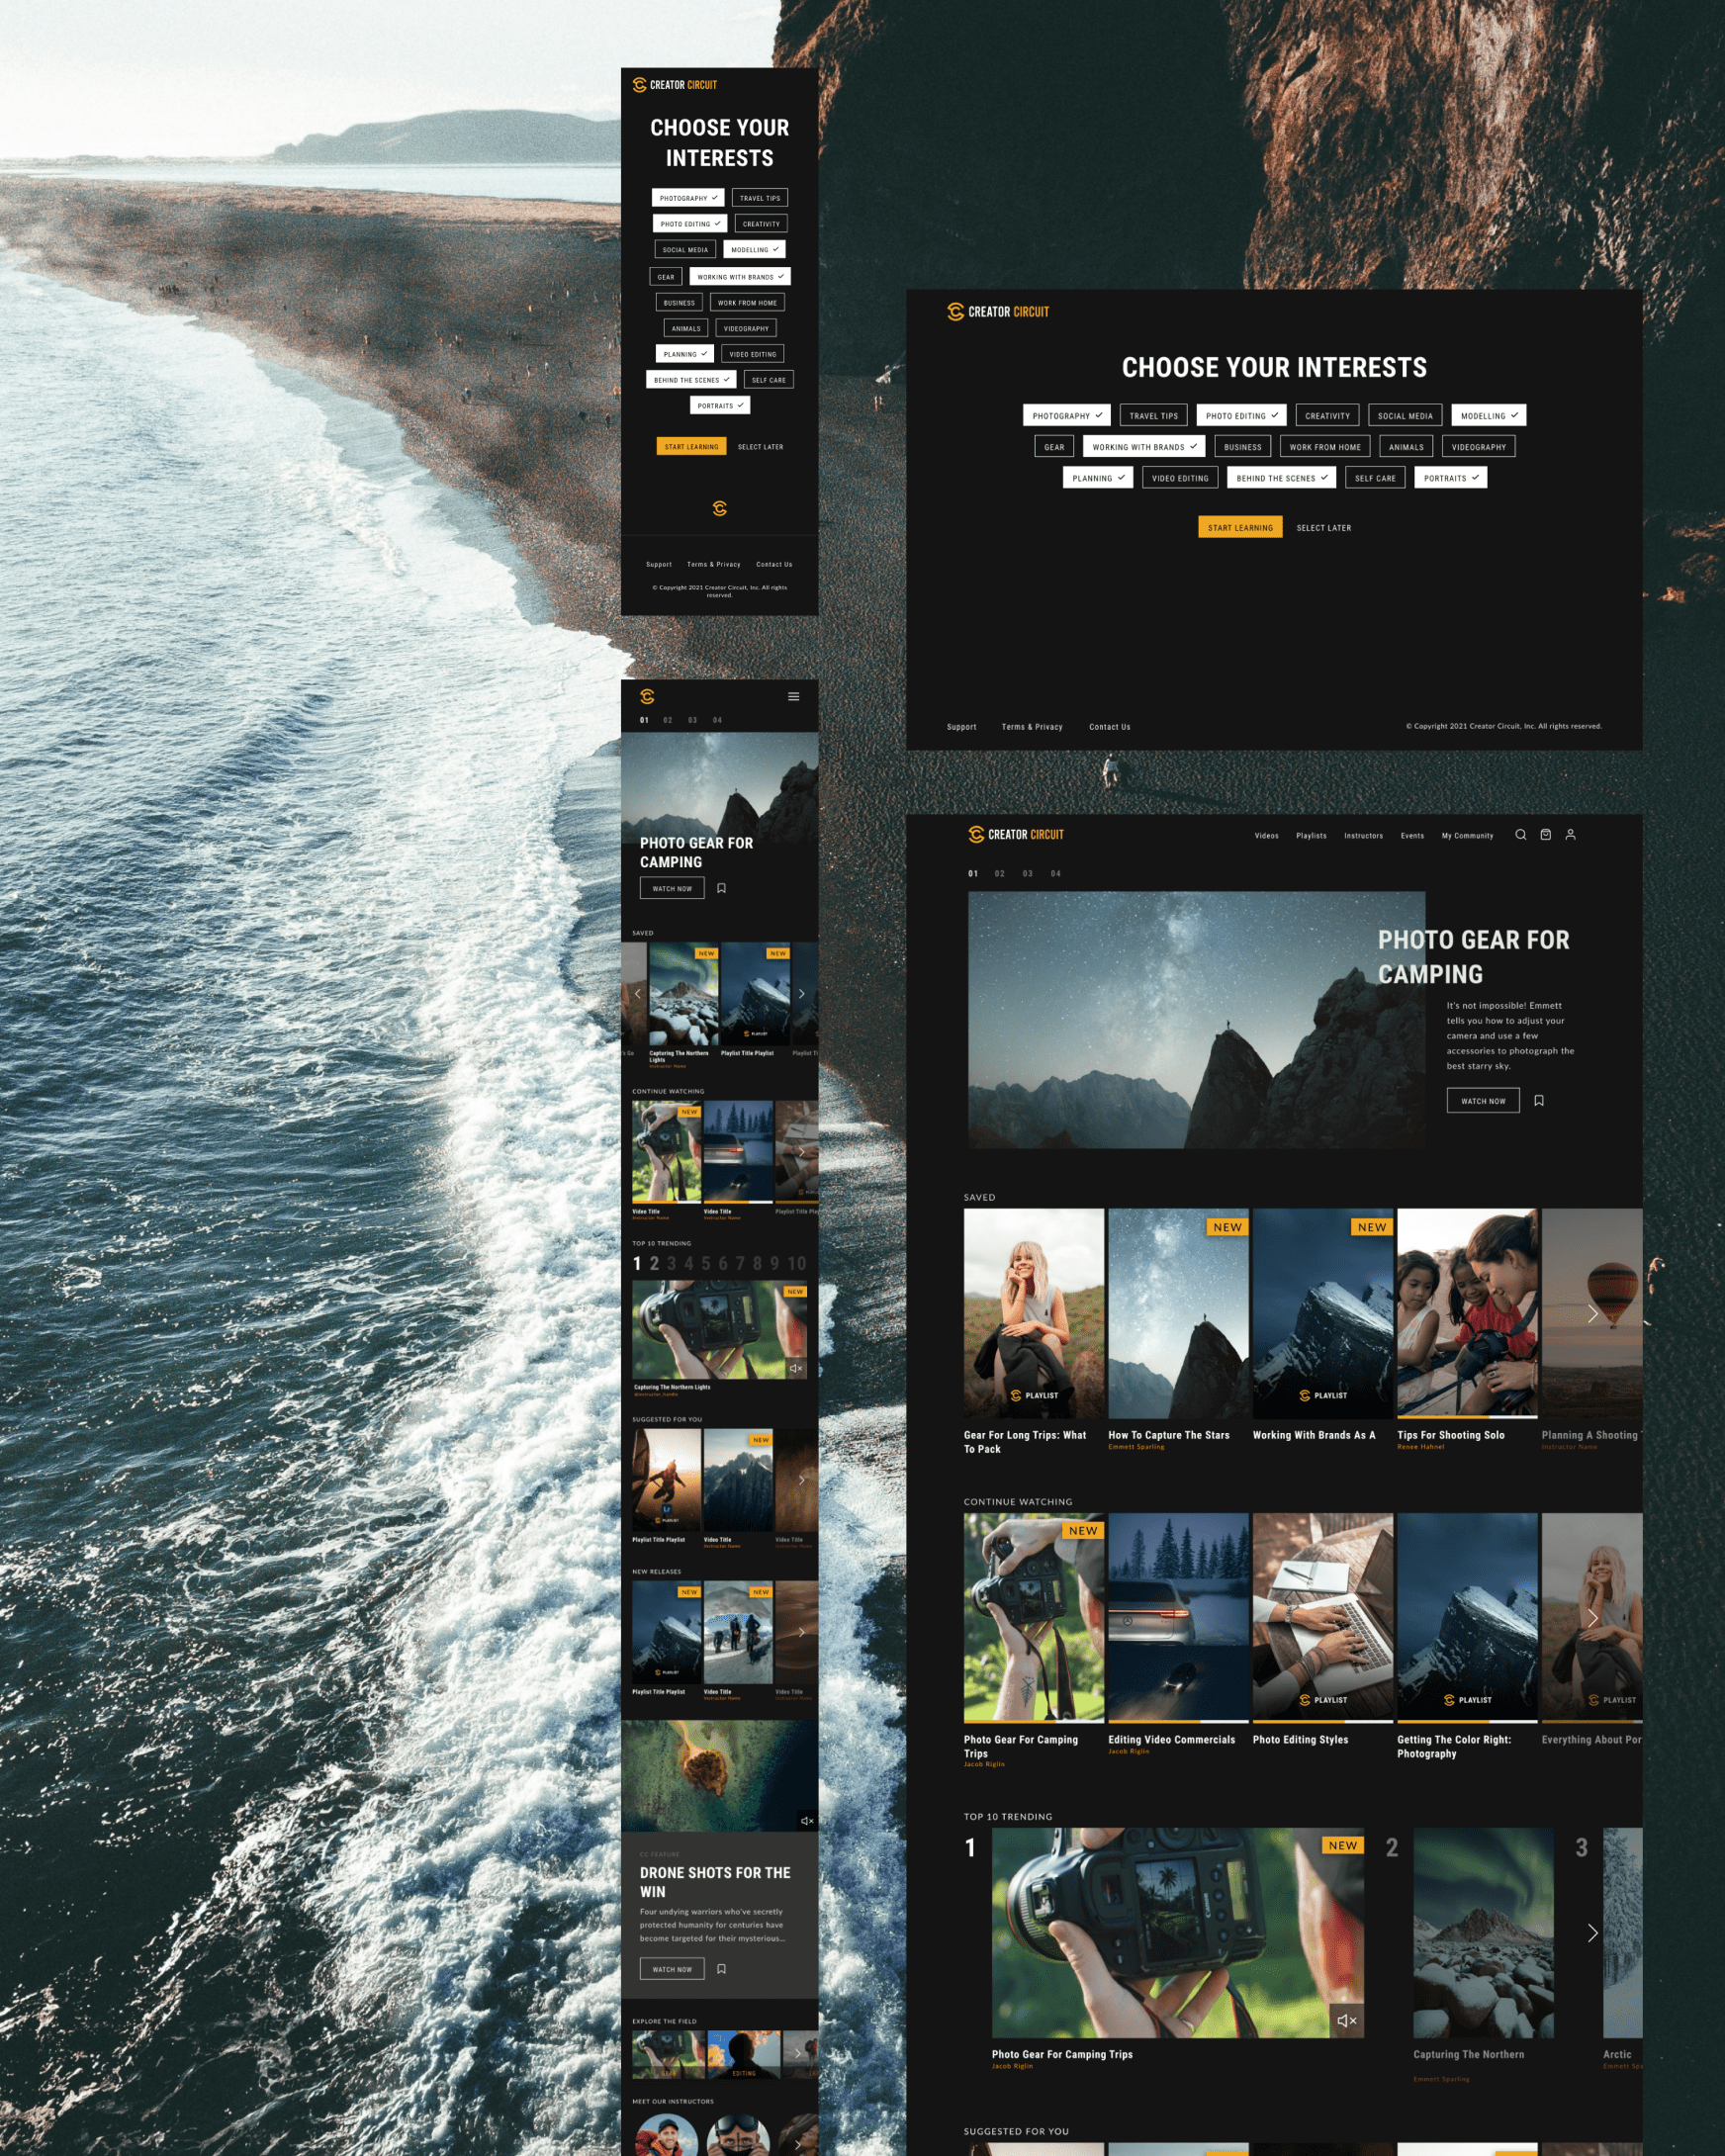 CREATOR CIRCUIT
CHOOSE YOUR
INTERESTS
PHOTOGRAPHY TRAVEL TIPS
PHOTO EDITING CREATIVITY
SOCIAL MEDIA MODELLING
GEAR WORKING WITH BRANDS
BUSINESS WORK FROM HOME
ANIMALS VIDEOGRAPHY
PLANNING VIDEO EDITING
BEHIND THE SCENES SELF CARE
PORTRAITS
START LEARNING SELECT LATER
Support Terms & Privacy Contact Us
© Copyright 2021 Creator Circuit, Inc. All rights
reserved.
01 02 03 04
PHOTO GEAR FOR
CAMPING
WATCH NOW
SAVED
NEW NEW
PLAYLIST
Capturing The Northern Playlist Title Playlist
Lights
Instructor Name
CONTINUE WATCHING
NEW
Video Title Video Title Playlist Title Play
Instructor Name Instructor Name
TOP 10 TRENDING
1 2 3 4 5 6 7 8 9 10
NEW
Capturing The Northern Lights
SUGGESTED FOR YOU
NEW
Lr
PLAYLIST
Playlist Title Playlist Video Title Video Title
Instructor Name Instructor Name
NEW RELEASES
NEW NEW
PLAYLIST
Playlist Title Playlist Video Title Video Title
Instructor Name Instructor Name
CC FEATURE
DRONE SHOTS FOR THE
WIN
Four undying warriors who've secretly
protected humanity for centuries have
become targeted for their mysterious...
WATCH NOW
EXPLORE THE FIELD
GEAR EDITING
MEET OUR INSTRUCTORS
CREATOR CIRCUIT
CHOOSE YOUR INTERESTS
PHOTOGRAPHY TRAVEL TIPS PHOTO EDITING CREATIVITY SOCIAL MEDIA MODELLING
GEAR WORKING WITH BRANDS BUSINESS WORK FROM HOME ANIMALS VIDEOGRAPHY
PLANNING VIDEO EDITING BEHIND THE SCENES SELF CARE PORTRAITS
START LEARNING SELECT LATER
Support Terms & Privacy Contact Us © Copyright 2021 Creator Circuit, Inc. All rights reserved.
CREATOR CIRCUIT Videos Playlists Instructors Events My Community
01 02 03 04
PHOTO GEAR FOR
CAMPING
It's not impossible! Emmett
tells you how to adjust your
camera and use a few
accessories to photograph the
best starry sky.
WATCH NOW
SAVED
NEW NEW
PLAYLIST PLAYLIST
Gear For Long Trips: What How To Capture The Stars Working With Brands As A Tips For Shooting Solo Planning A Shooting
To Pack Emmett Sparling Renee Hahnel Instructor Name
CONTINUE WATCHING
NEW
PLAYLIST PLAYLIST PLAYLIST
Photo Gear For Camping Editing Video Commercials Photo Editing Styles Getting The Color Right: Everything About Por
Trips Jacob Riglin Photography
Jacob Riglin
TOP 10 TRENDING
1 NEW 2 3
Photo Gear For Camping Trips Capturing The Northern Arctic
Jacob Riglin Emmett Spa
Emmett Sparling
SUGGESTED FOR YOU